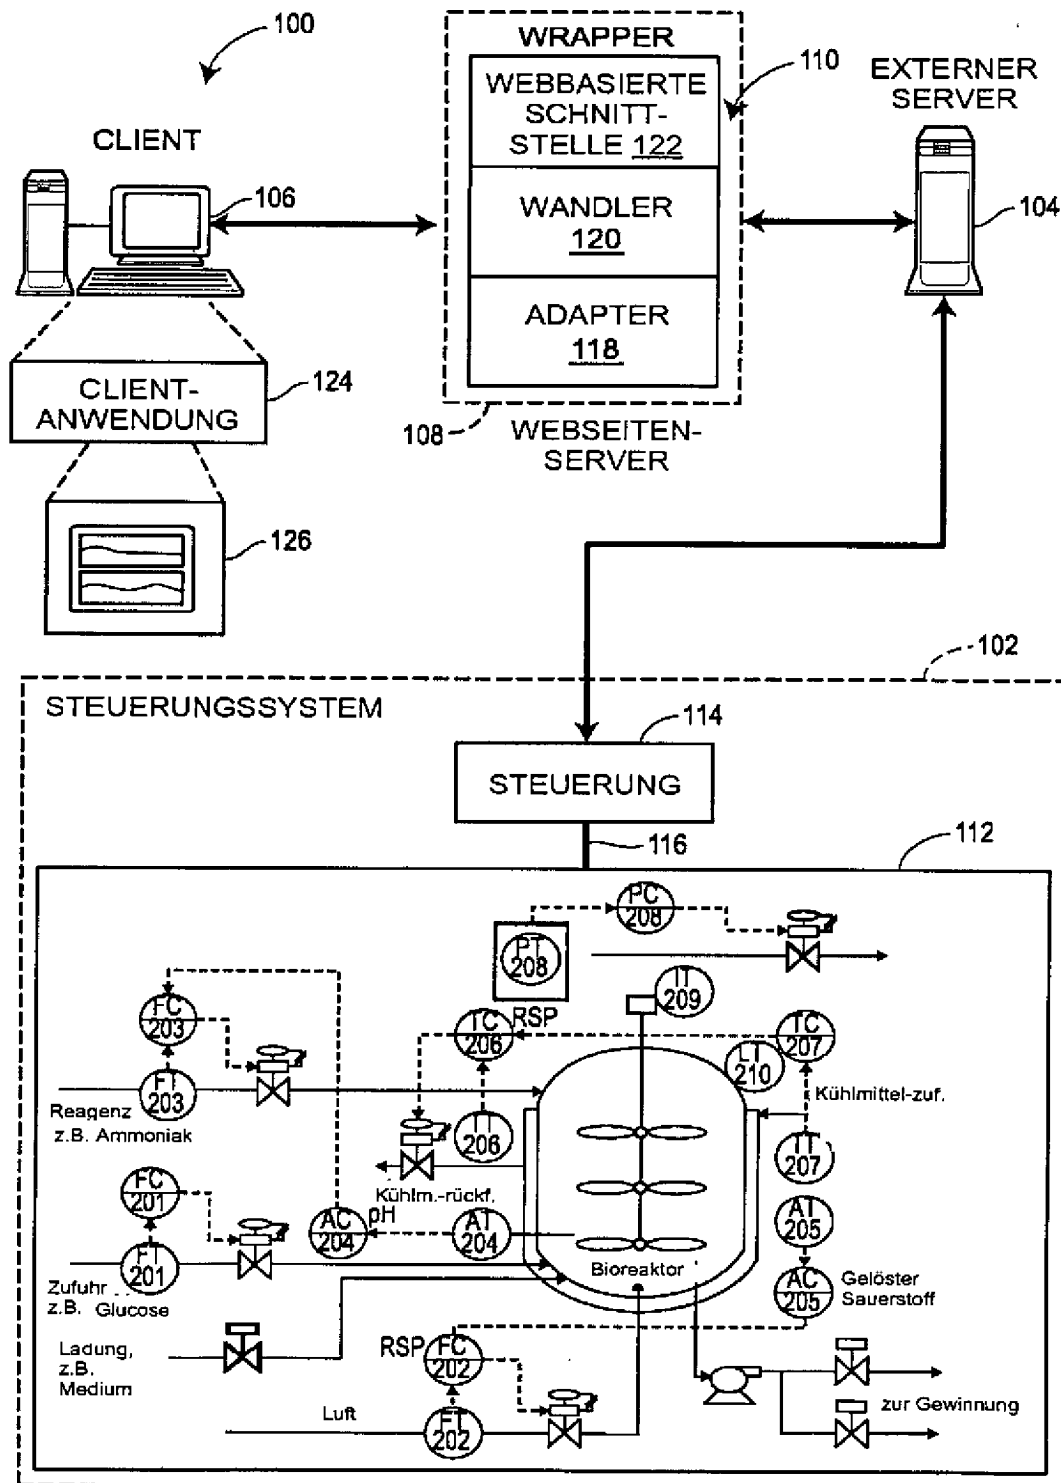 100
WRAPPER
WEBBASIERTE
SCHNITT-
STELLE 122
110
EXTERNER
SERVER
CLIENT
106
WANDLER
120
104
ADAPTER
118
CLIENT-
ANWENDUNG
124
108
WEBSEITEN-
SERVER
126
102
STEUERUNGSSYSTEM
114
STEUERUNG
116
112
PC
208
PT
208
IT
209
FC
203
TC
206
RSP
TC
207
LT
210
FT
203
Reagenz
z.B. Ammoniak
Kühlmittel-zuf.
TT
206
TT
207
Kühlm.-rückf.
FC
201
AC
204
pH
AT
204
AT
205
FT
201
Bioreaktor
Zufuhr
z.B. Glucose
AC
205
Gelöster
Sauerstoff
Ladung,
z.B.
Medium
RSP
FC
202
Luft
FT
202
zur Gewinnung